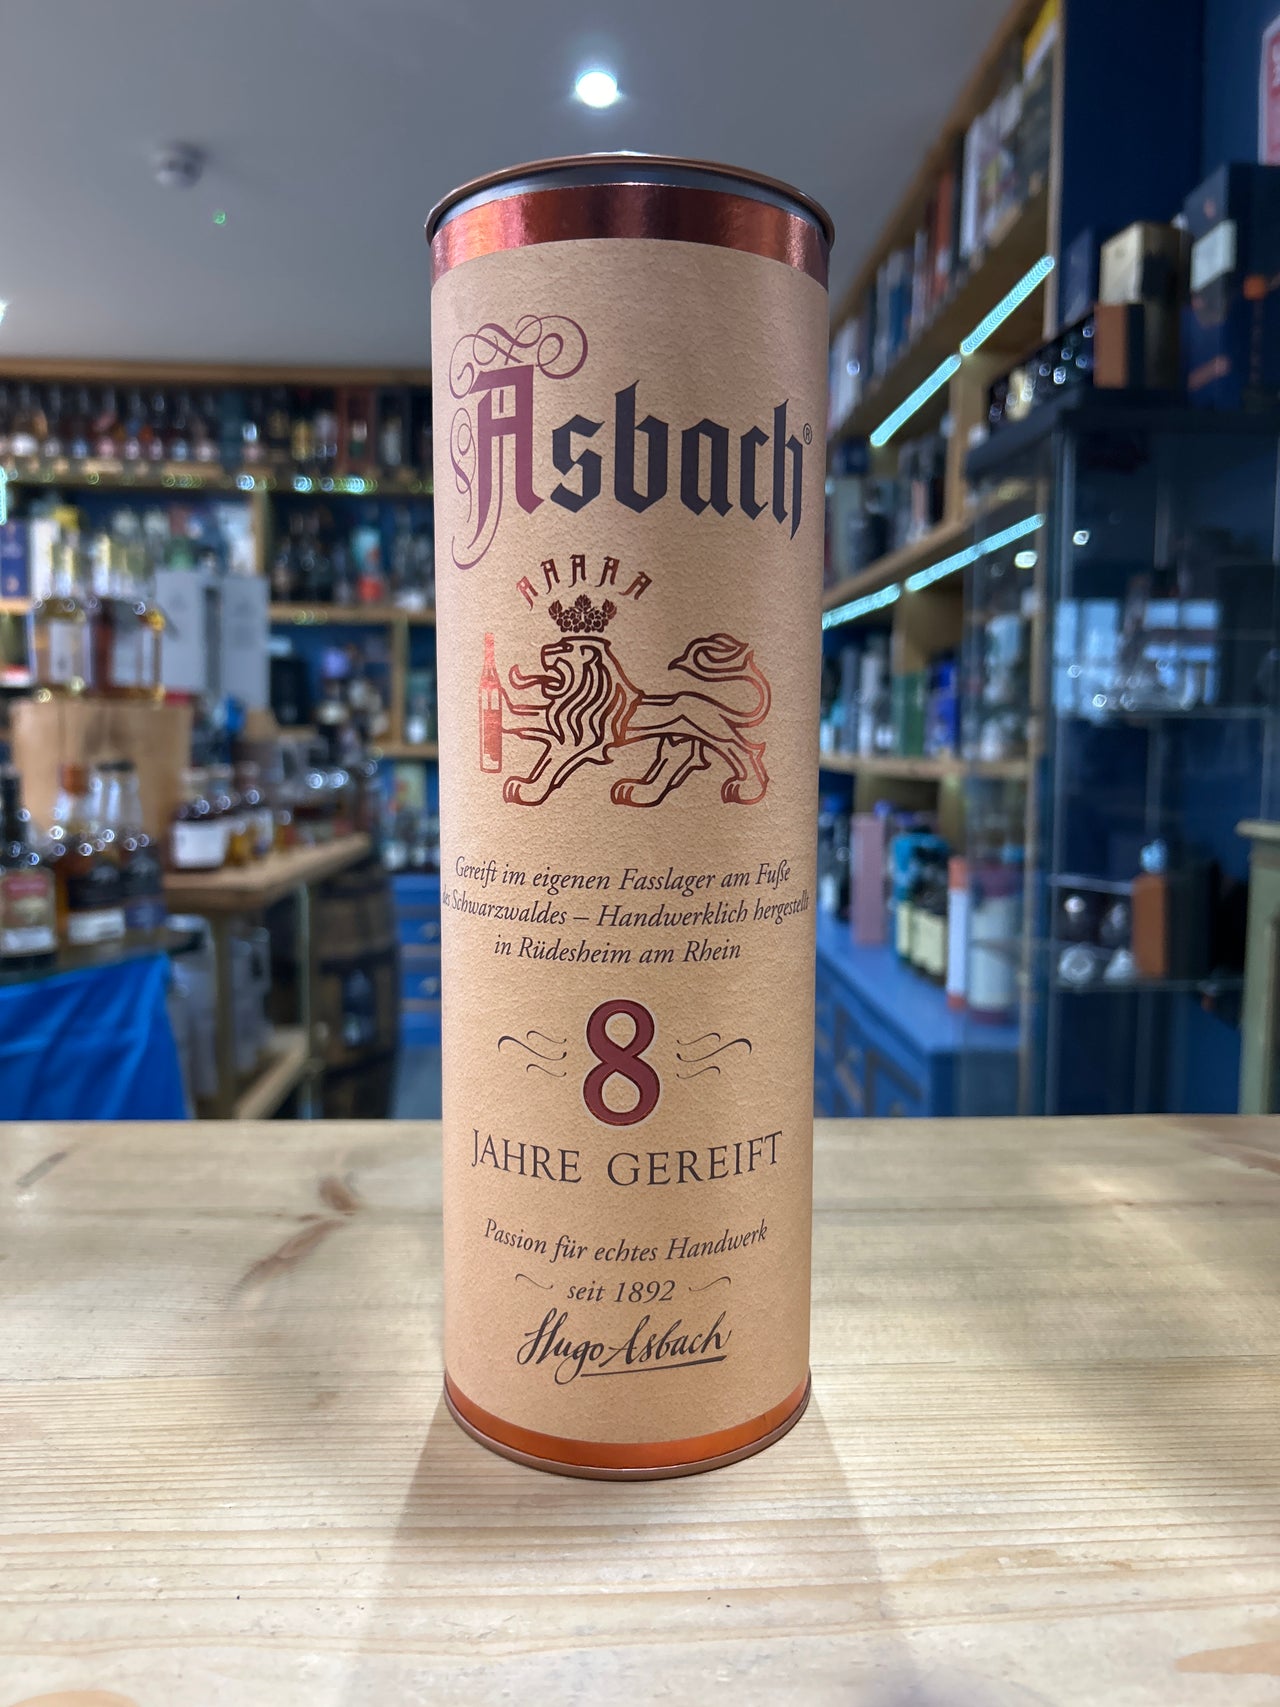 Asbach®
A A A A A
Gereift im eigenen Fasslager am Fuße
des Schwarzwaldes – Handwerklich hergestellt
in Rüdesheim am Rhein
8
JAHRE GEREIFT
Passion für echtes Handwerk
seit 1892
Hugo Asbach